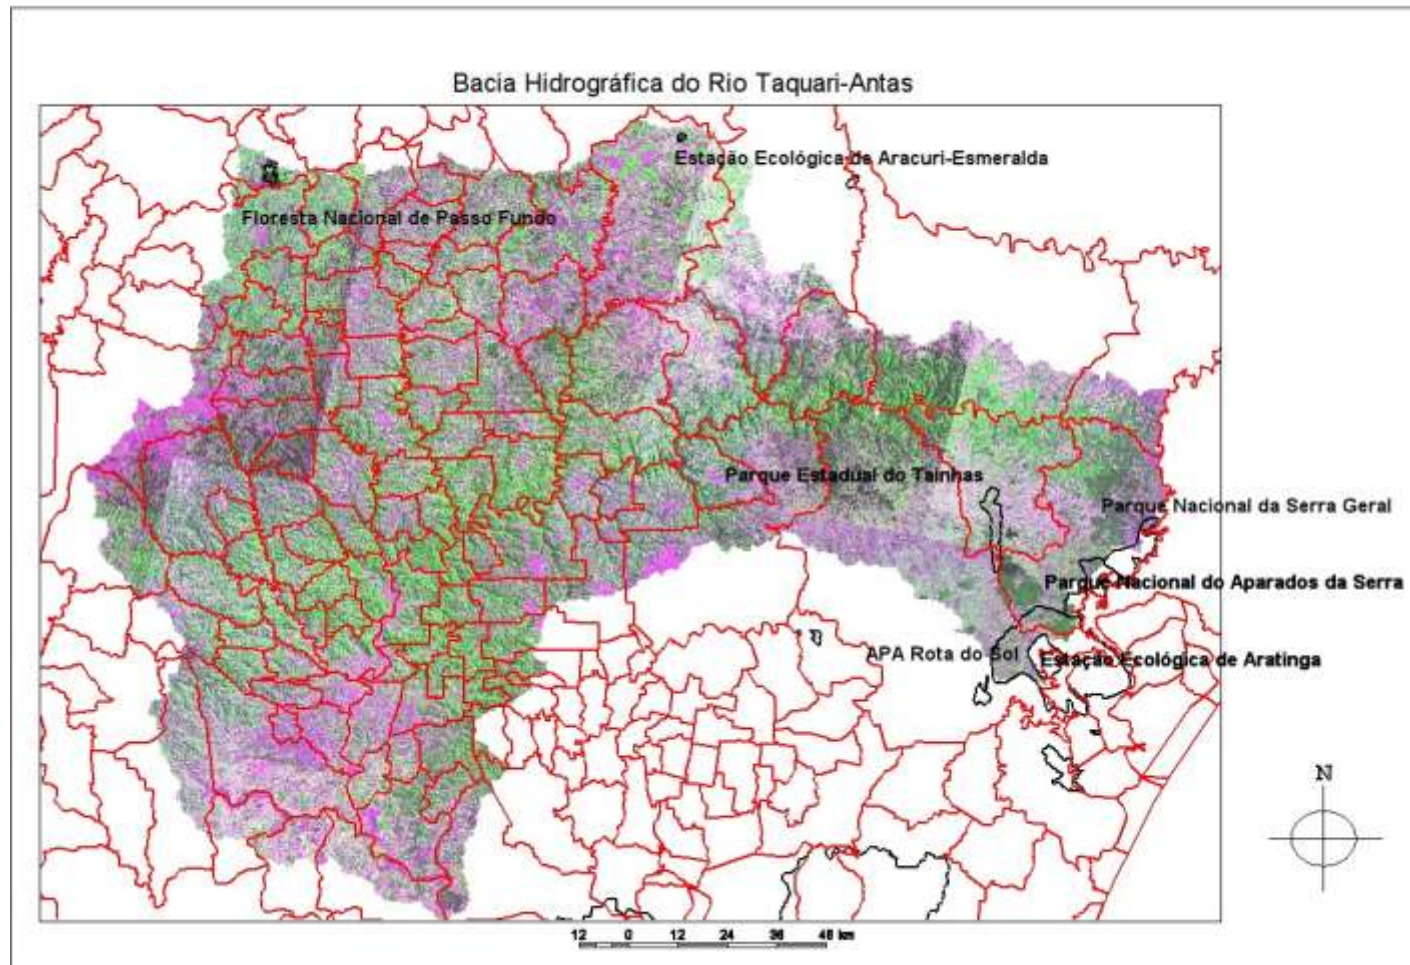 Bacia Hidrográfica do Rio Taquari-Antas
Estação Ecológica de Aracuri-Esmeralda
Floresta Nacional de Passo Fundo
Parque Estadual do Tainhas
Parque Nacional da Serra Geral
Parque Nacional do Aparados da Serra
APA Rota do Sol
Estação Ecológica de Aratinga
N
12 0 12 24 36 48 km